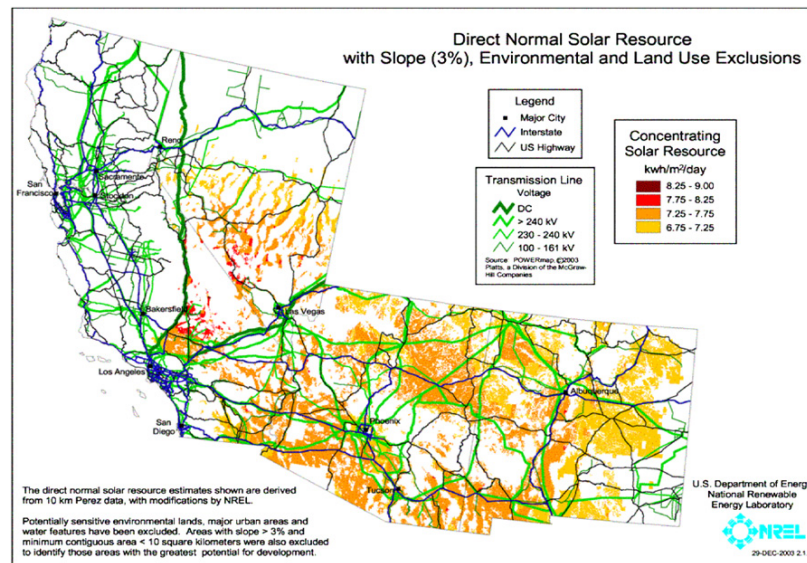 Direct Normal Solar Resource
with Slope (3%), Environmental and Land Use Exclusions
Legend
Major City
Interstate
US Highway
Transmission Line
Voltage
DC
> 240 kV
230 - 240 kV
100 - 161 kV
Source POWERmap, ©2003
Platts, a Division of the McGraw-
Hill Companies
Concentrating
Solar Resource
kwh/m²/day
8.25 - 9.00
7.75 - 8.25
7.25 - 7.75
6.75 - 7.25
Reno
Sacramento
San
Francisco
Stockton
Bakersfield
Las Vegas
Los Angeles
Albuquerque
San
Diego
Phoenix
Tucson
The direct normal solar resource estimates shown are derived
from 10 km Perez data, with modifications by NREL.
Potentially sensitive environmental lands, major urban areas and
water features have been excluded. Areas with slope > 3% and
minimum contiguous area < 10 square kilometers were also excluded
to identify those areas with the greatest potential for development.
U.S. Department of Energ
National Renewable
Energy Laboratory
NREL
29-DEC-2003 2.1.